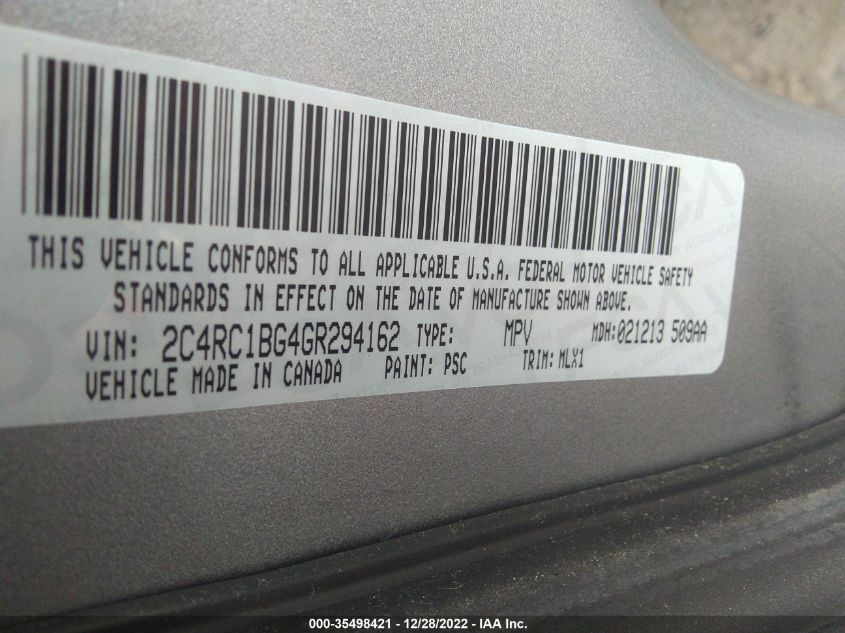 THIS VEHICLE CONFORMS TO ALL APPLICABLE U.S.A. FEDERAL MOTOR VEHICLE SAFETY
STANDARDS IN EFFECT ON THE DATE OF MANUFACTURE SHOWN ABOVE.
VIN: 2C4RC1BG4GR294162 TYPE: MPV MDH:021213 509AA
VEHICLE MADE IN CANADA PAINT: PSC TRIM: MLX1
000-35498421 - 12/28/2022 - IAA Inc.